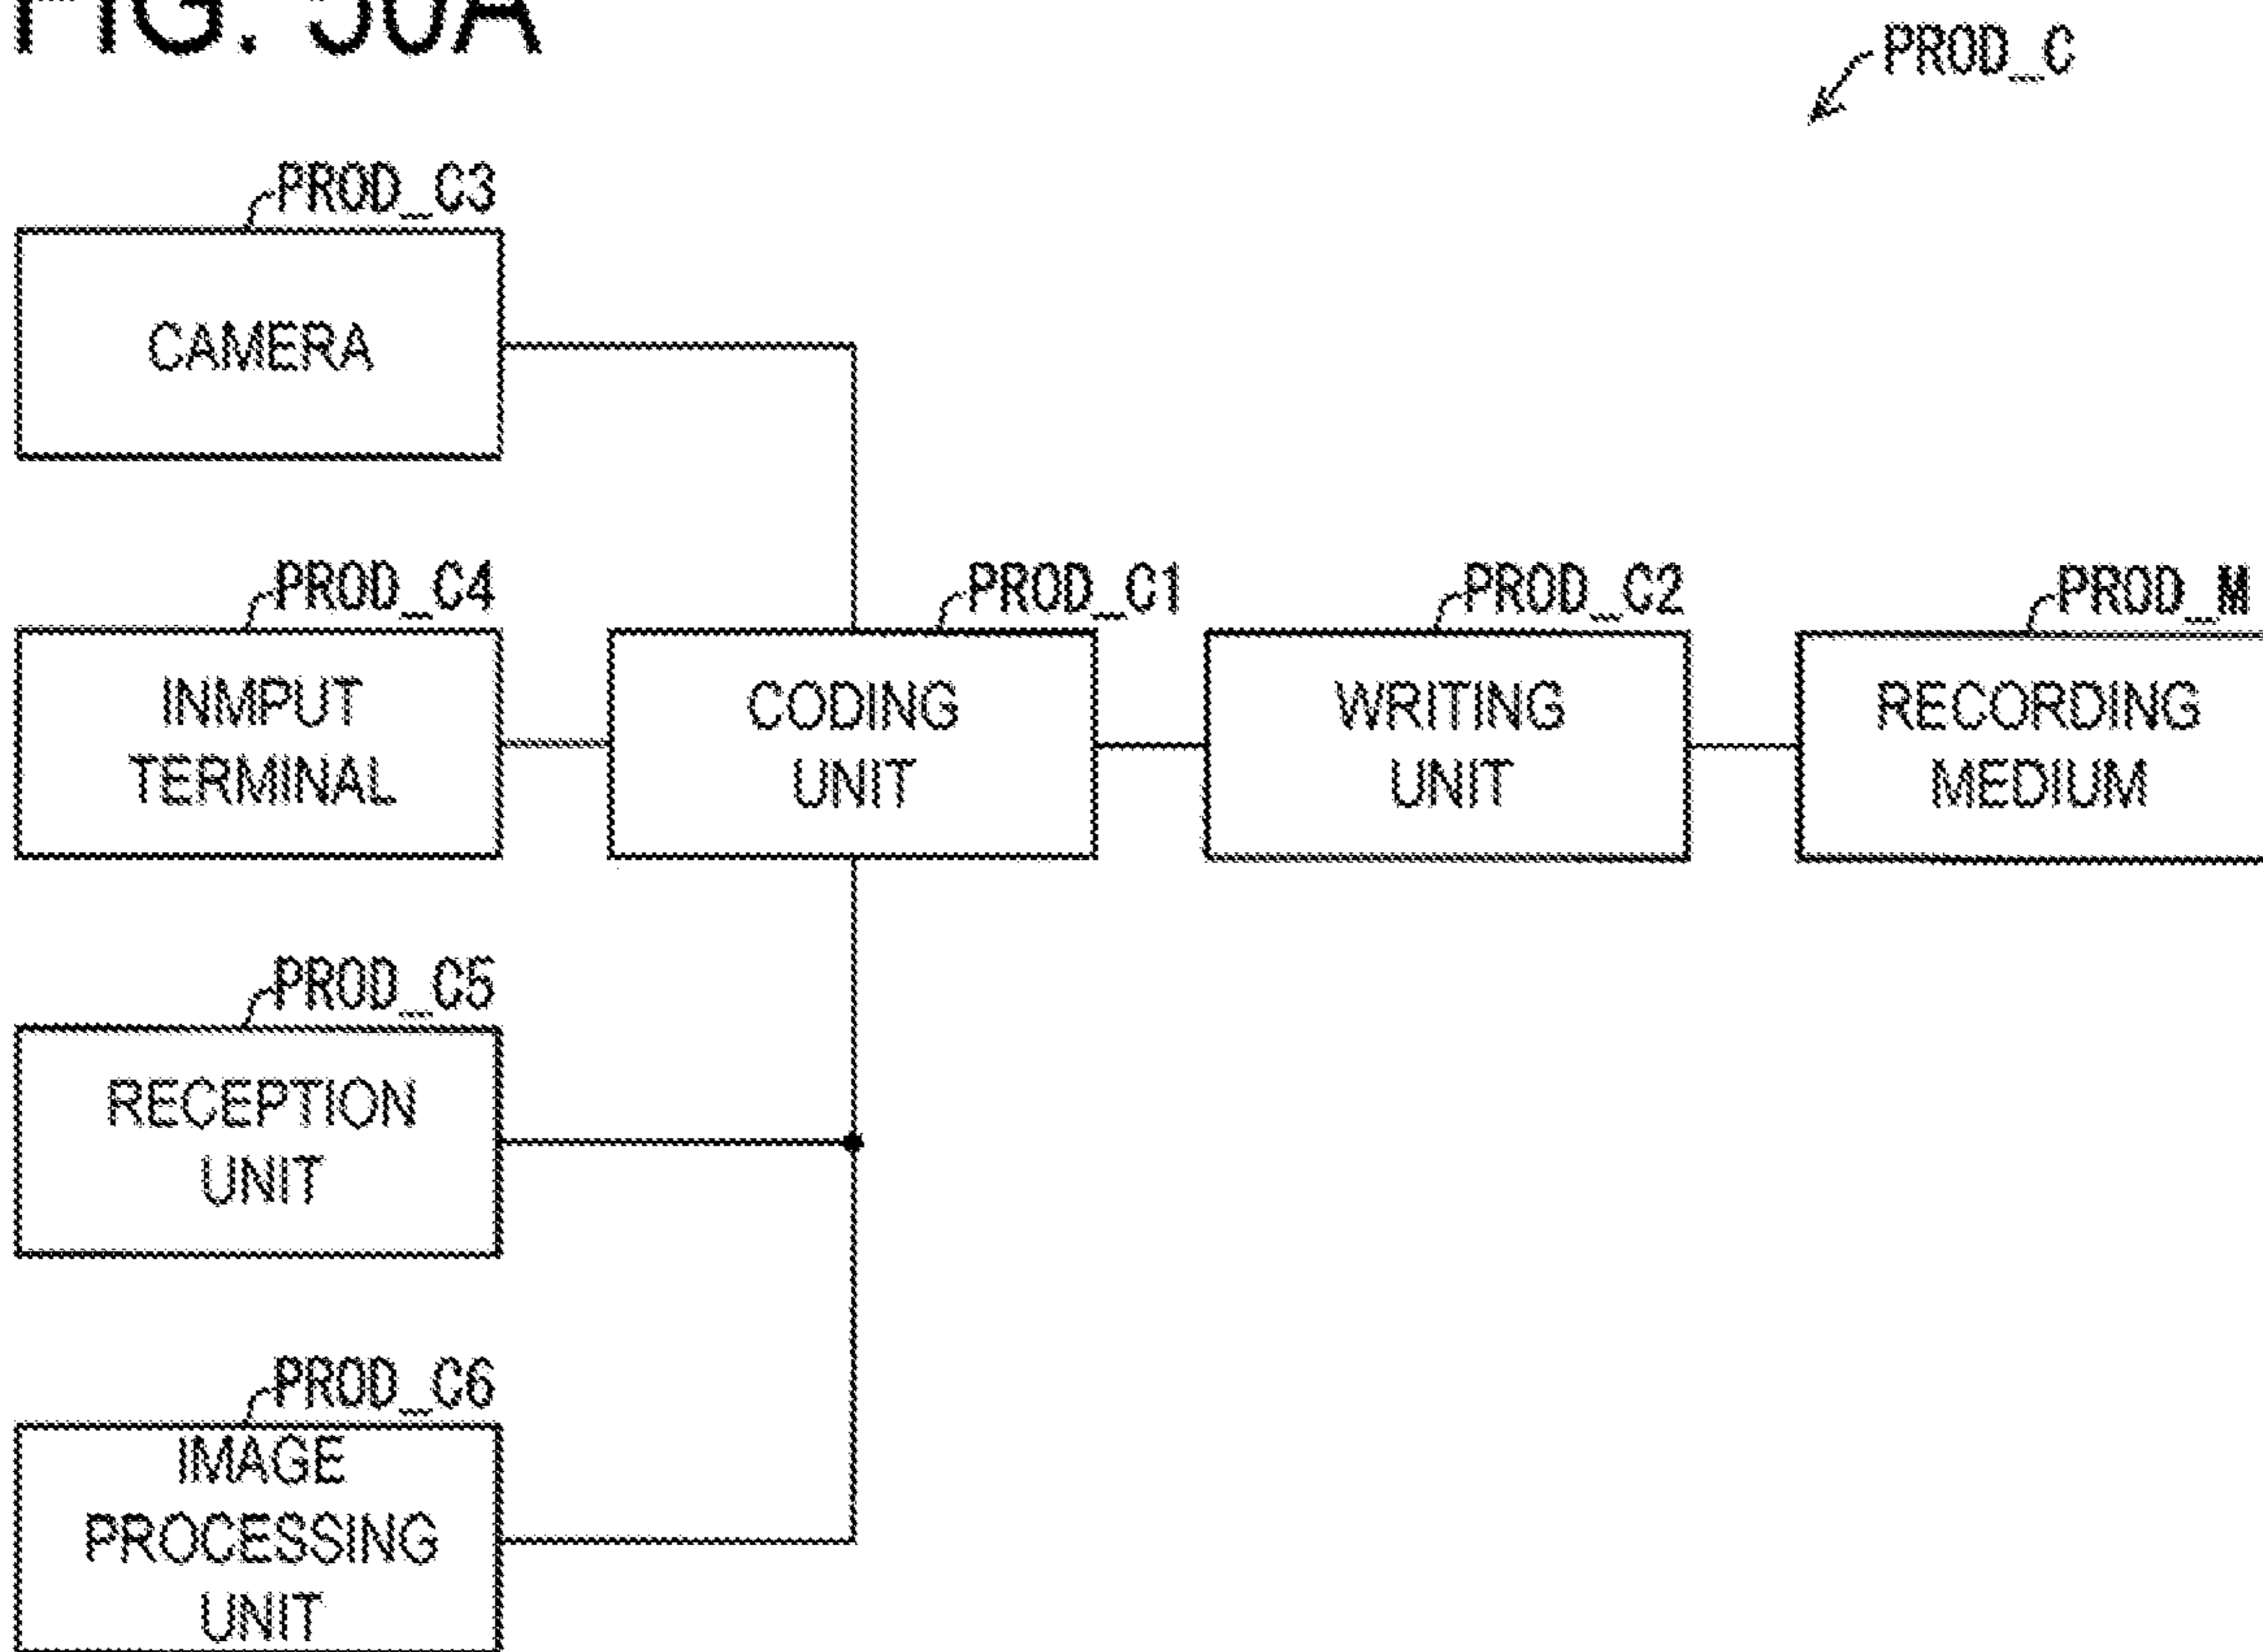 FIG. 50A
PROD_C
PROD_C3
CAMERA
PROD_C4
INMPUT
TERMINAL
PROD_C1
CODING
UNIT
PROD_C2
WRITING
UNIT
PROD_M
RECORDING
MEDIUM
PROD_C5
RECEPTION
UNIT
PROD_C6
IMAGE
PROCESSING
UNIT